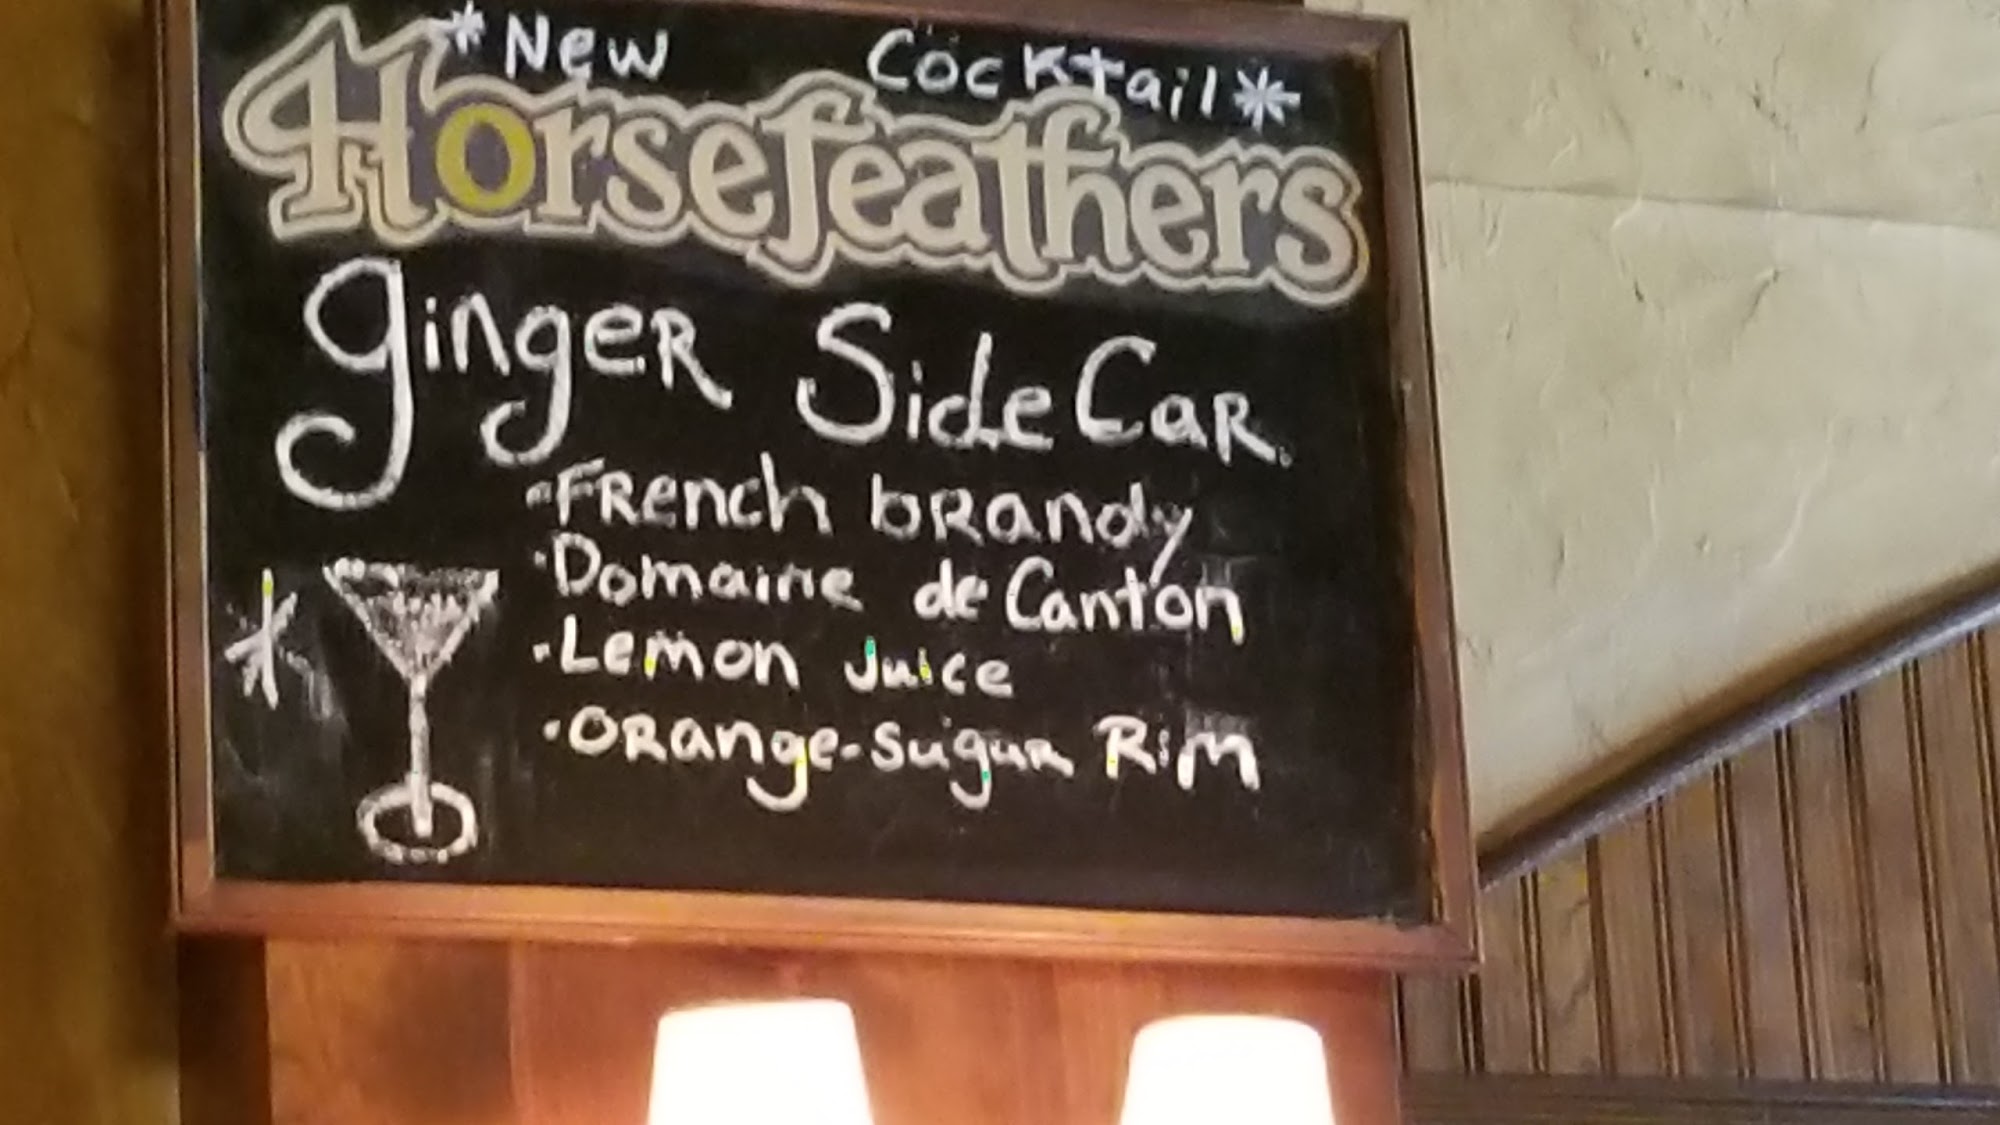 *New Cocktail*
Horsefeathers
ginger SideCar.
·French brandy
·Domaine de Canton
·Lemon Juice
·Orange-sugar Rim